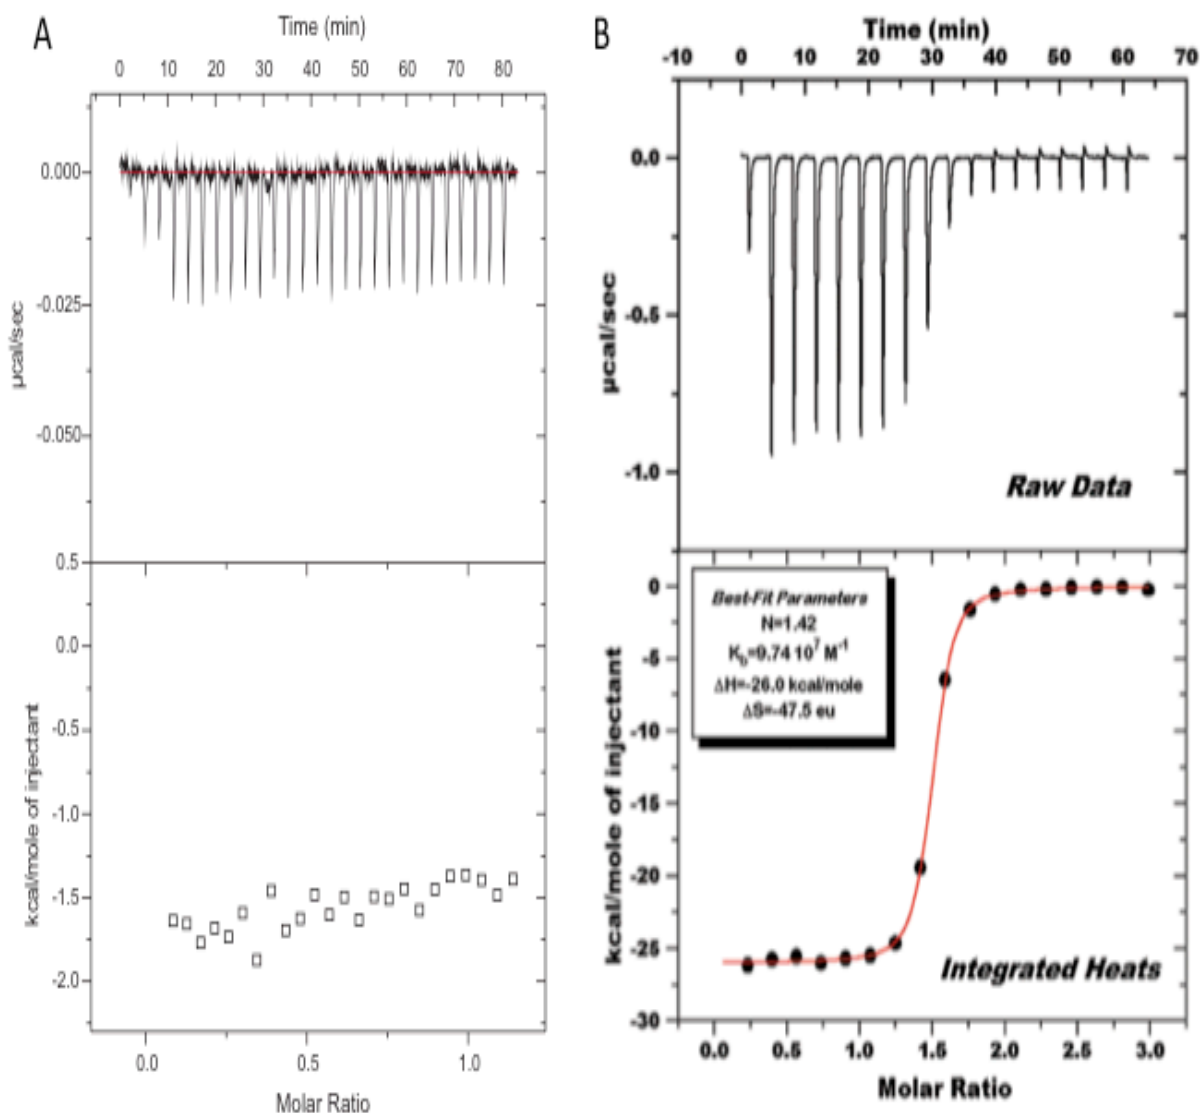 A
Time (min)
0 10 20 30 40 50 60 70 80
0.000
-0.025
-0.050
µcal/sec
0.5
0.0
-0.5
-1.0
-1.5
-2.0
kcal/mole of injectant
0.0 0.5 1.0
Molar Ratio
B
Time (min)
-10 0 10 20 30 40 50 60 70
0.0
-0.5
-1.0
µcal/sec
Raw Data
Best-Fit Parameters
N=1.42
K_b=9.74 10^7 M^-1
ΔH=-26.0 kcal/mole
ΔS=-47.5 eu
0
-5
-10
-15
-20
-25
-30
kcal/mole of injectant
Integrated Heats
0.0 0.5 1.0 1.5 2.0 2.5 3.0
Molar Ratio